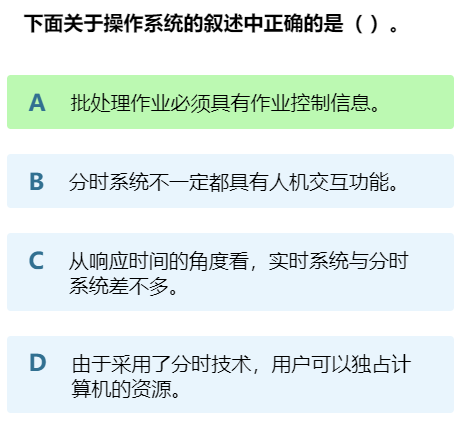 下面关于操作系统的叙述中正确的是（ ）。
A 批处理作业必须具有作业控制信息。
B 分时系统不一定都具有人机交互功能。
C 从响应时间的角度看，实时系统与分时
系统差不多。
D 由于采用了分时技术，用户可以独占计
算机的资源。